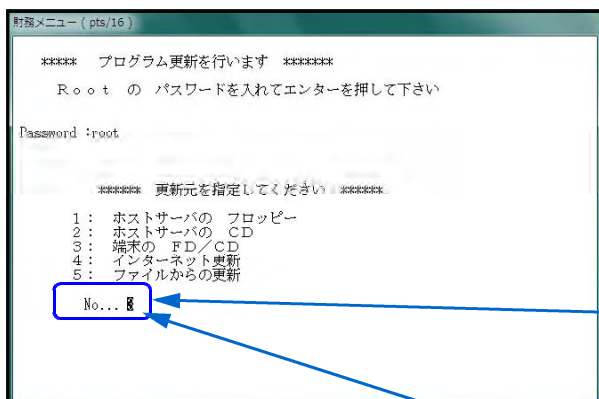 財務メニュー ( pts/16 )
***** プログラム更新を行います *******
Ｒｏｏｔ の パスワードを入れてエンターを押して下さい
Password :root
****** 更新元を指定してください ******
１： ホストサーバの フロッピー
２： ホストサーバの ＣＤ
３： 端末の ＦＤ／ＣＤ
４： インターネット更新
５： ファイルからの更新
No...